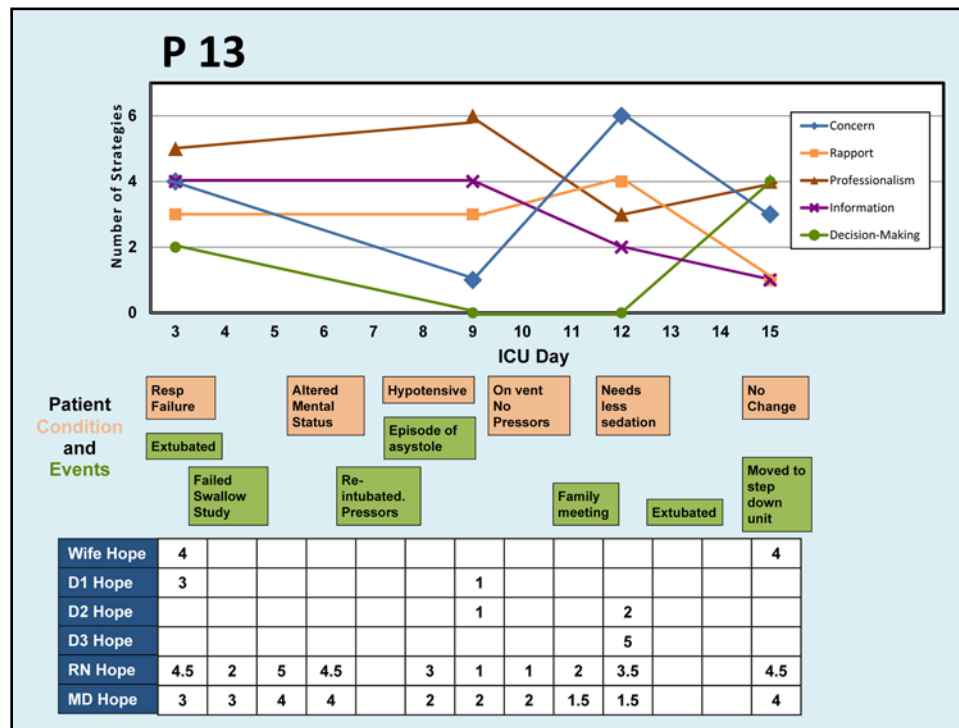 P 13
Number of Strategies
6
4
2
0
Concern
Rapport
Professionalism
Information
Decision-Making
3 4 5 6 7 8 9 10 11 12 13 14 15
ICU Day
Patient
Condition
and
Events
Resp
Failure
Altered
Mental
Status
Hypotensive
On vent
No
Pressors
Needs
less
sedation
No
Change
Extubated
Episode of
asystole
Failed
Swallow
Study
Re-
intubated.
Pressors
Family
meeting
Extubated
Moved to
step
down
unit
Wife Hope 4 4
D1 Hope 3 1
D2 Hope 1 2
D3 Hope 5
RN Hope 4.5 2 5 4.5 3 1 1 2 3.5 4.5
MD Hope 3 3 4 4 2 2 2 1.5 1.5 4